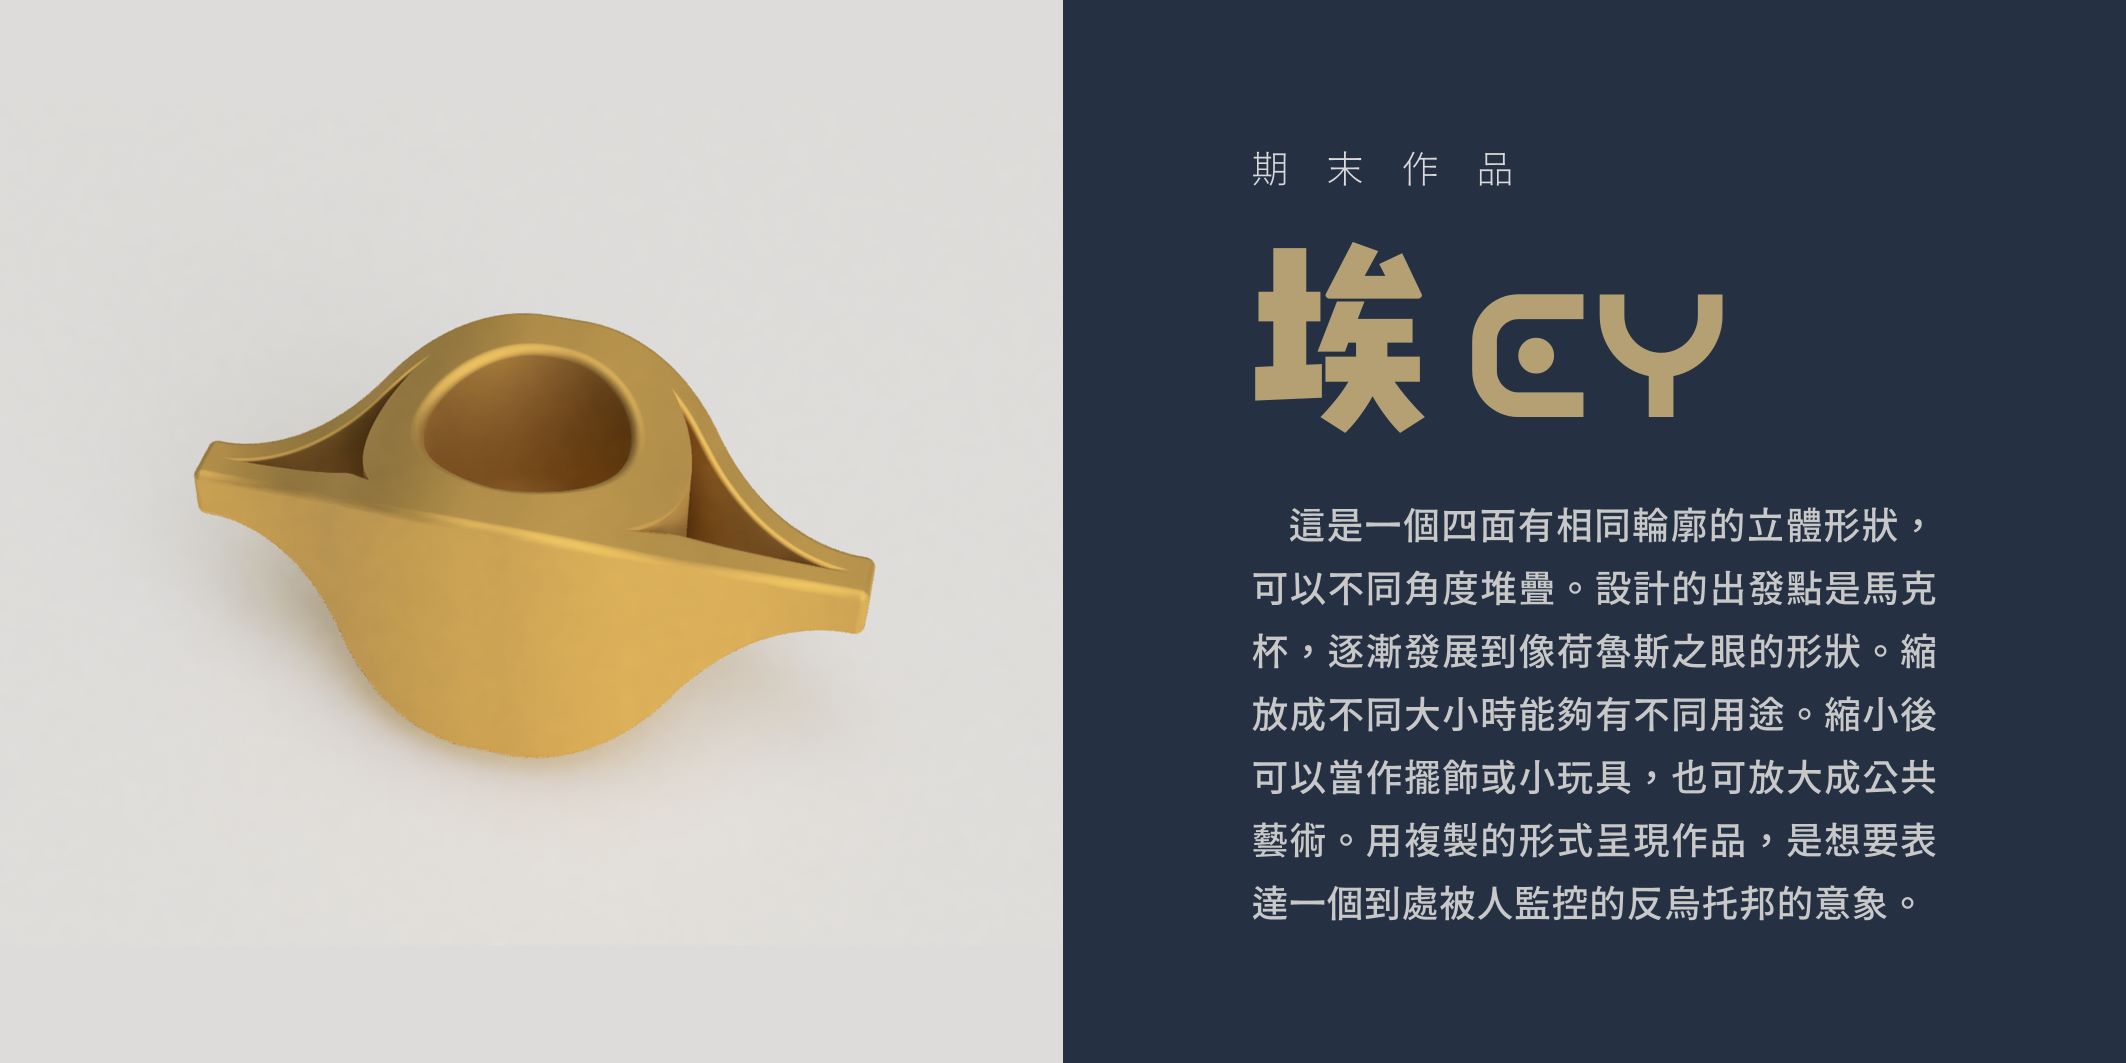 期末作品
埃 EY
這是一個四面有相同輪廓的立體形狀，
可以不同角度堆疊。設計的出發點是馬克
杯，逐漸發展到像荷魯斯之眼的形狀。縮
放成不同大小時能夠有不同用途。縮小後
可以當作擺飾或小玩具，也可放大成公共
藝術。用複製的形式呈現作品，是想要表
達一個到處被人監控的反烏托邦的意象。